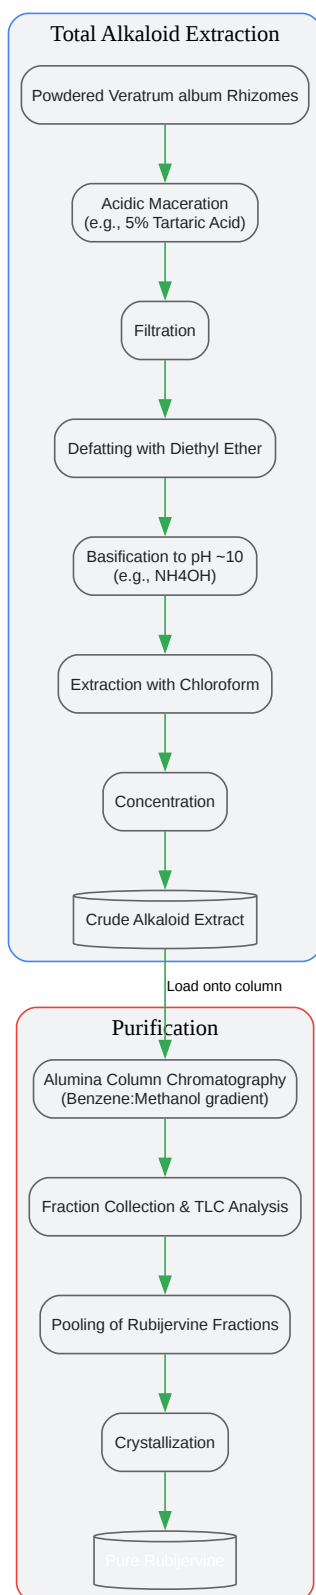 Total Alkaloid Extraction
Powdered Veratrum album Rhizomes
Acidic Maceration
(e.g., 5% Tartaric Acid)
Filtration
Defatting with Diethyl Ether
Basification to pH ~10
(e.g., NH4OH)
Extraction with Chloroform
Concentration
Crude Alkaloid Extract
Load onto column
Purification
Alumina Column Chromatography
(Benzene:Methanol gradient)
Fraction Collection & TLC Analysis
Pooling of Rubijervine Fractions
Crystallization
Pure Rubijervine